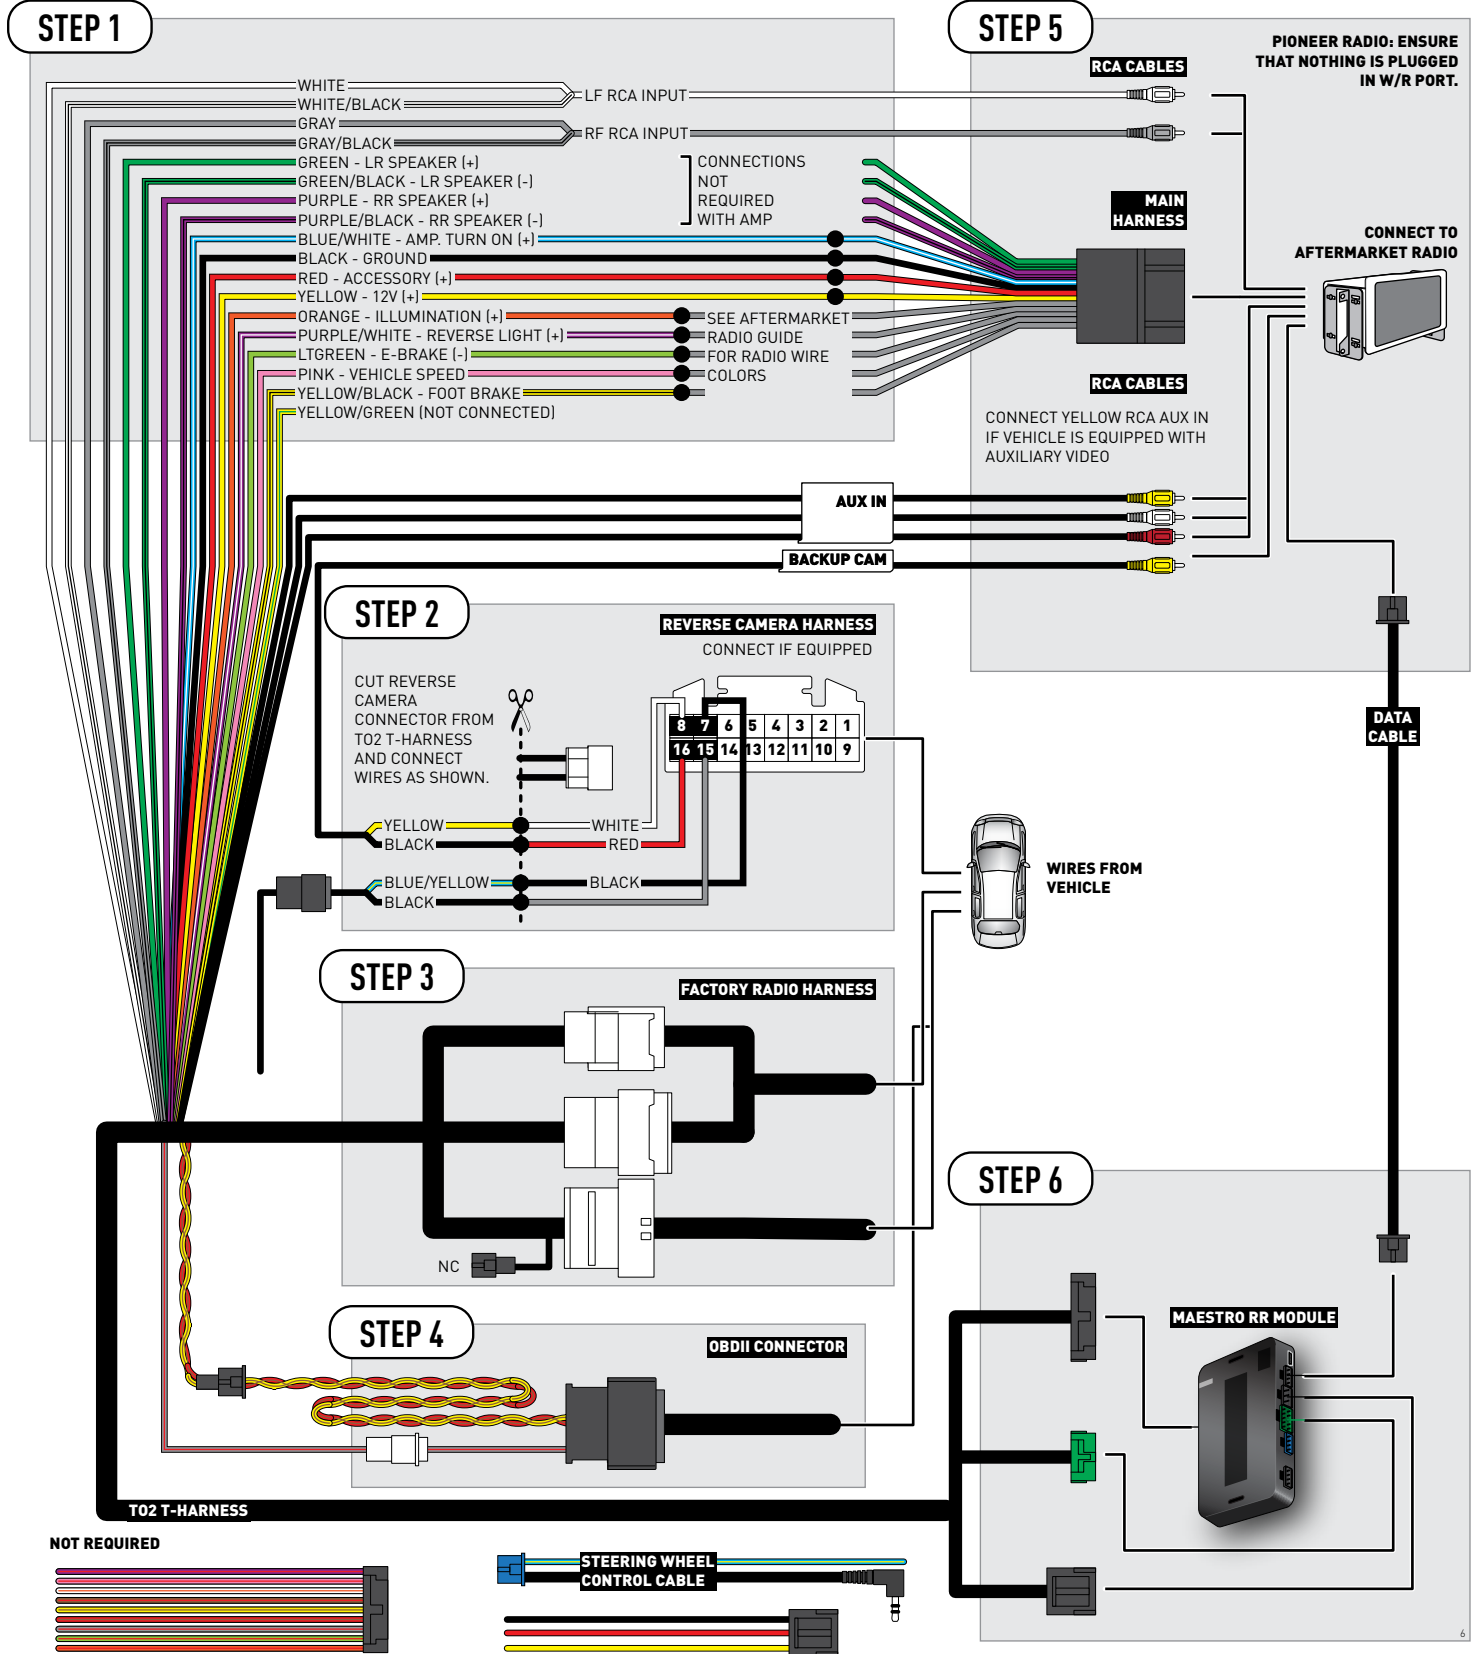 STEP 1
WHITE
WHITE/BLACK
LF RCA INPUT
GRAY
GRAY/BLACK
RF RCA INPUT
GREEN - LR SPEAKER (+)
GREEN/BLACK - LR SPEAKER (-)
PURPLE - RR SPEAKER (+)
PURPLE/BLACK - RR SPEAKER (-)
CONNECTIONS
NOT
REQUIRED
WITH AMP
BLUE/WHITE - AMP. TURN ON (+)
BLACK - GROUND
RED - ACCESSORY (+)
YELLOW - 12V (+)
ORANGE - ILLUMINATION (+)
PURPLE/WHITE - REVERSE LIGHT (+)
LTGREEN - E-BRAKE (-)
PINK - VEHICLE SPEED
YELLOW/BLACK - FOOT BRAKE
YELLOW/GREEN (NOT CONNECTED)
SEE AFTERMARKET
RADIO GUIDE
FOR RADIO WIRE
COLORS
STEP 5
PIONEER RADIO: ENSURE
THAT NOTHING IS PLUGGED
IN W/R PORT.
RCA CABLES
MAIN
HARNESS
CONNECT TO
AFTERMARKET RADIO
RCA CABLES
CONNECT YELLOW RCA AUX IN
IF VEHICLE IS EQUIPPED WITH
AUXILIARY VIDEO
AUX IN
BACKUP CAM
DATA
CABLE
STEP 2
REVERSE CAMERA HARNESS
CONNECT IF EQUIPPED
CUT REVERSE
CAMERA
CONNECTOR FROM
TO2 T-HARNESS
AND CONNECT
WIRES AS SHOWN.
8 7 6 5 4 3 2 1
16 15 14 13 12 11 10 9
YELLOW
BLACK
WHITE
RED
BLUE/YELLOW
BLACK
BLACK
WIRES FROM
VEHICLE
STEP 3
FACTORY RADIO HARNESS
NC
STEP 4
OBDII CONNECTOR
STEP 6
MAESTRO RR MODULE
TO2 T-HARNESS
NOT REQUIRED
STEERING WHEEL
CONTROL CABLE
6